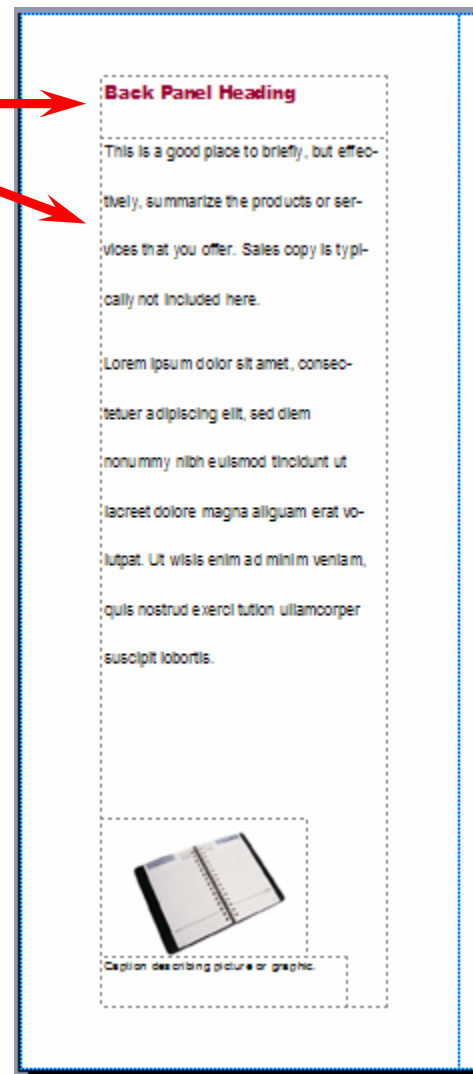 Back Panel Heading
This is a good place to briefly, but effec-
tively, summarize the products or ser-
vices that you offer. Sales copy is typi-
cally not included here.
Lorem ipsum dolor sit amet, consec-
tetuer adipiscing elit, sed diem
nonummy nibh euismod tincidunt ut
lacreet dolore magna aliguam erat vo-
lutpat. Ut wisis enim ad minim veniam,
quis nostrud exerci tution ullamcorper
suscipit lobortis.
Caption describing picture or graphic.